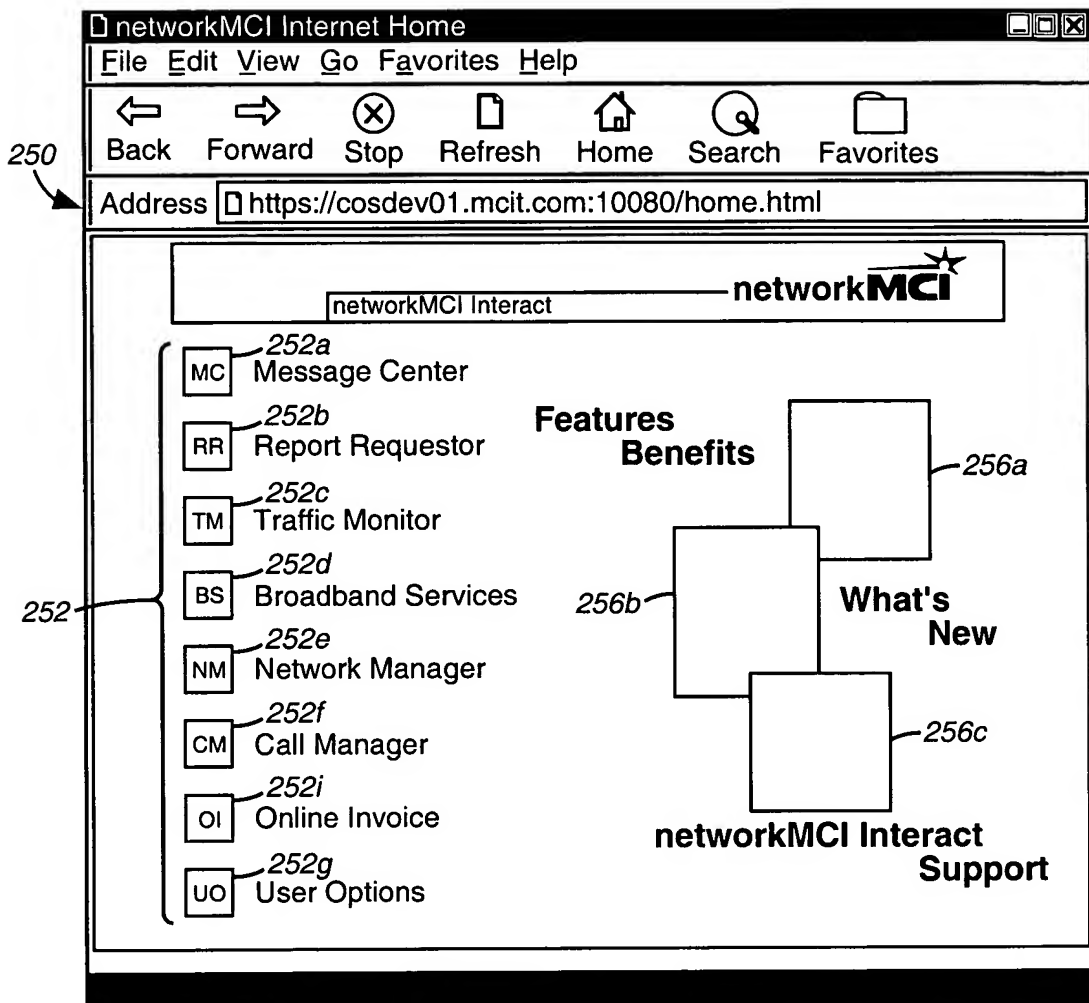 networkMCI Internet Home
File Edit View Go Favorites Help
Back Forward Stop Refresh Home Search Favorites
250
Address https://cosdev01.mcit.com:10080/home.html
networkMCI
networkMCI Interact
252a
MC Message Center
252b
RR Report Requestor
252c
TM Traffic Monitor
252d
BS Broadband Services
252
252e
NM Network Manager
252f
CM Call Manager
252i
OI Online Invoice
252g
UO User Options
Features
Benefits
256a
256b
What's
New
256c
networkMCI Interact
Support